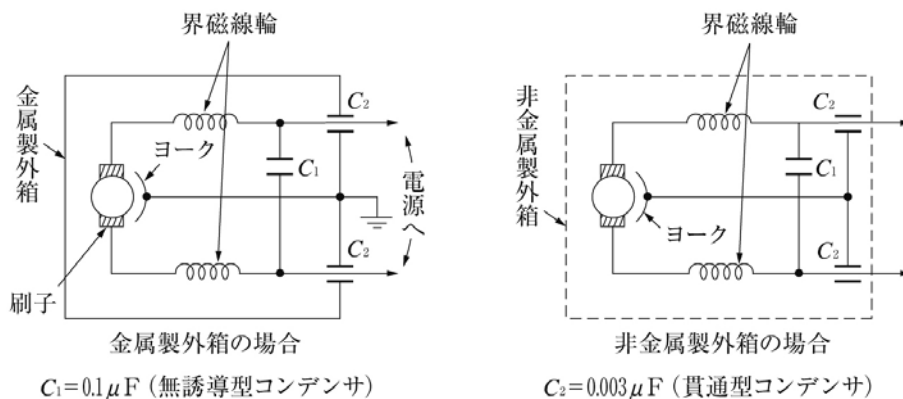 界磁線輪
金属製外箱
C₂
ヨーク
C₁
電源へ
C₂
刷子
金属製外箱の場合
C₁=0.1μF (無誘導型コンデンサ)
界磁線輪
非金属製外箱
C₂
C₁
ヨーク
C₂
非金属製外箱の場合
C₂=0.003μF (貫通型コンデンサ)